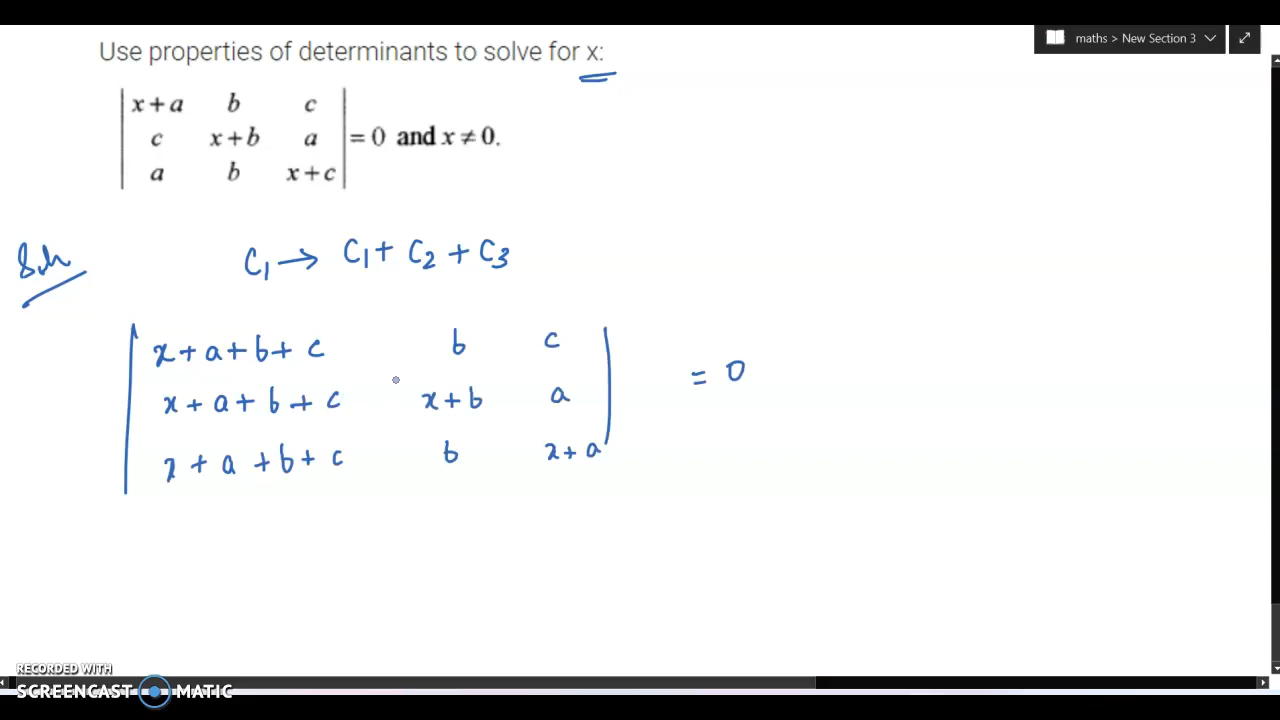 maths > New Section 3
Use properties of determinants to solve for x:
x+a b c
c x+b a = 0 and x ≠ 0.
a b x+c
Soln C₁ → C₁ + C₂ + C₃
x+a+b+c b c
x+a+b+c x+b a = 0
x+a+b+c b x+a
RECORDED WITH
SCREENCAST MATIC